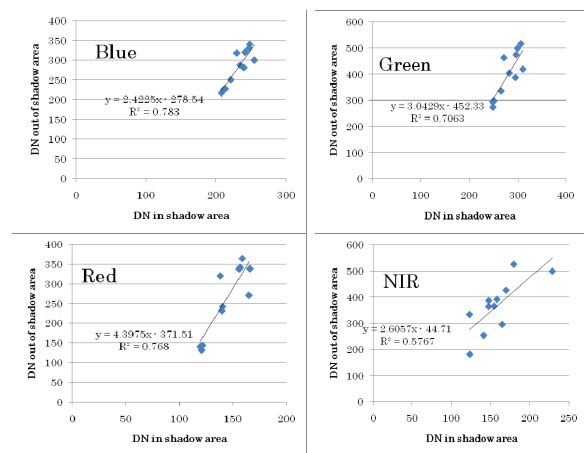 Blue
y = 2.4225x - 278.54
R² = 0.783
DN out of shadow area
400
350
300
250
200
150
100
50
0
0 100 200 300
DN in shadow area
Green
y = 3.0429x - 452.33
R² = 0.7063
DN out of shadow area
600
500
400
300
200
100
0
0 100 200 300 400
DN in shadow area
Red
y = 4.3975x - 371.51
R² = 0.768
DN out of shadow area
400
350
300
250
200
150
100
50
0
0 50 100 150 200
DN in shadow area
NIR
y = 2.6057x - 44.71
R² = 0.5767
DN out of shadow area
600
500
400
300
200
100
0
0 50 100 150 200 250
DN in shadow area